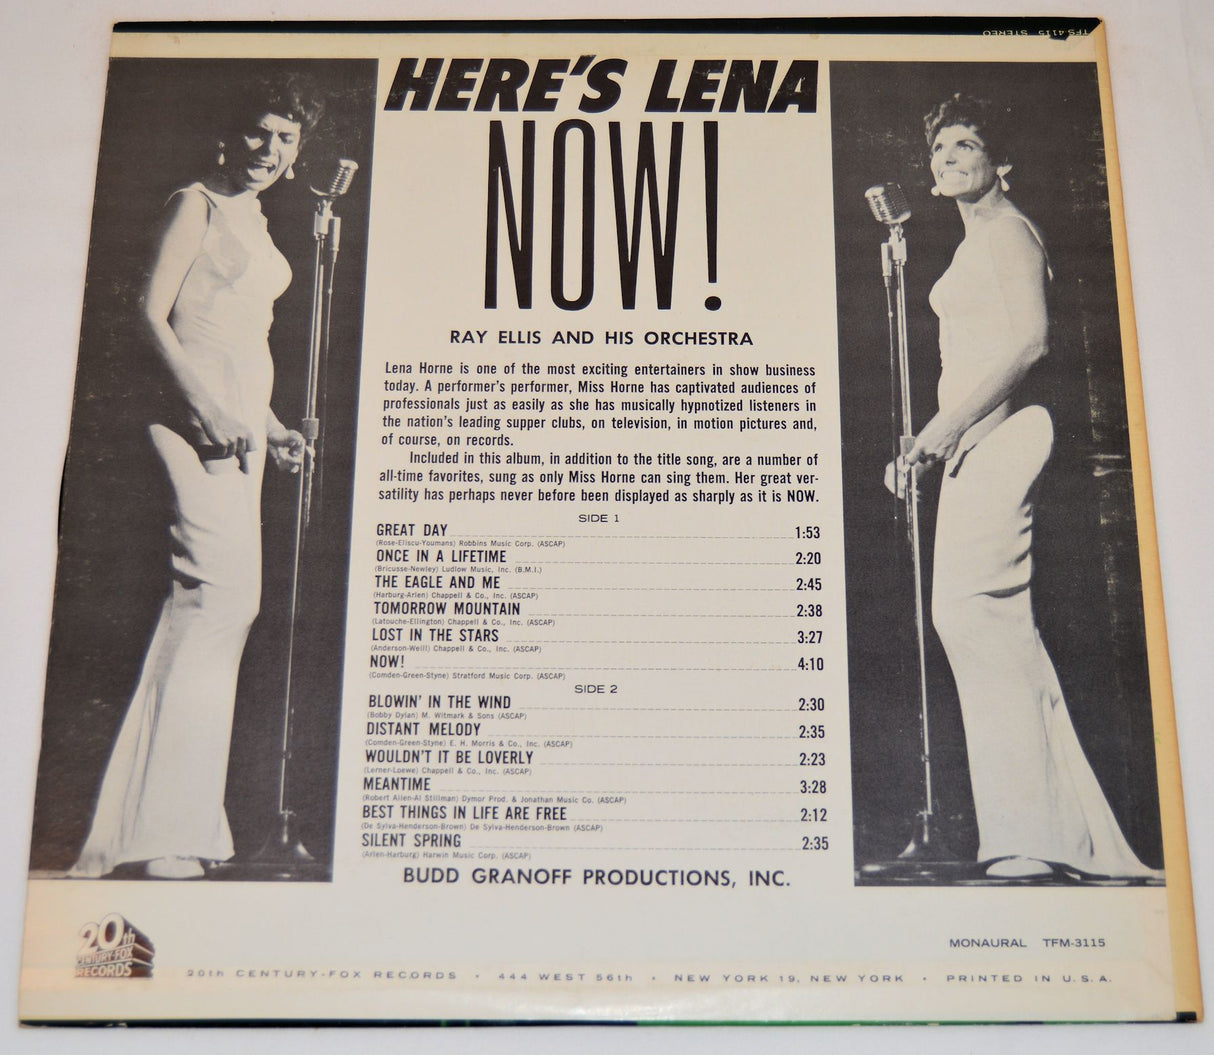 TFS 4115 STEREO
HERE'S LENA
NOW!
RAY ELLIS AND HIS ORCHESTRA
Lena Horne is one of the most exciting entertainers in show business
today. A performer's performer, Miss Horne has captivated audiences of
professionals just as easily as she has musically hypnotized listeners in
the nation's leading supper clubs, on television, in motion pictures and,
of course, on records.
Included in this album, in addition to the title song, are a number of
all-time favorites, sung as only Miss Horne can sing them. Her great ver-
satility has perhaps never before been displayed as sharply as it is NOW.
SIDE 1
GREAT DAY 1:53
(Rose-Eliscu-Youmans) Robbins Music Corp. (ASCAP)
ONCE IN A LIFETIME 2:20
(Bricusse-Newley) Ludlow Music, Inc. (B.M.I.)
THE EAGLE AND ME 2:45
(Harburg-Arlen) Chappell & Co., Inc. (ASCAP)
TOMORROW MOUNTAIN 2:38
(Latouche-Ellington) Chappell & Co., Inc. (ASCAP)
LOST IN THE STARS 3:27
(Anderson-Weill) Chappell & Co., Inc. (ASCAP)
NOW! 4:10
(Comden-Green-Styne) Stratford Music Corp. (ASCAP)
SIDE 2
BLOWIN' IN THE WIND 2:30
(Bobby Dylan) M. Witmark & Sons (ASCAP)
DISTANT MELODY 2:35
(Comden-Green-Styne) E. H. Morris & Co., Inc. (ASCAP)
WOULDN'T IT BE LOVERLY 2:23
(Lerner-Loewe) Chappell & Co., Inc. (ASCAP)
MEANTIME 3:28
(Robert Allen-Al Stillman) Dymor Prod. & Jonathan Music Co. (ASCAP)
BEST THINGS IN LIFE ARE FREE 2:12
(De Sylva-Henderson-Brown) De Sylva-Henderson-Brown (ASCAP)
SILENT SPRING 2:35
(Arlen-Harburg) Harwin Music Corp. (ASCAP)
BUDD GRANOFF PRODUCTIONS, INC.
MONAURAL TFM-3115
20th
CENTURY-FOX
RECORDS
20th CENTURY-FOX RECORDS • 444 WEST 56th • NEW YORK 19, NEW YORK • PRINTED IN U.S.A.